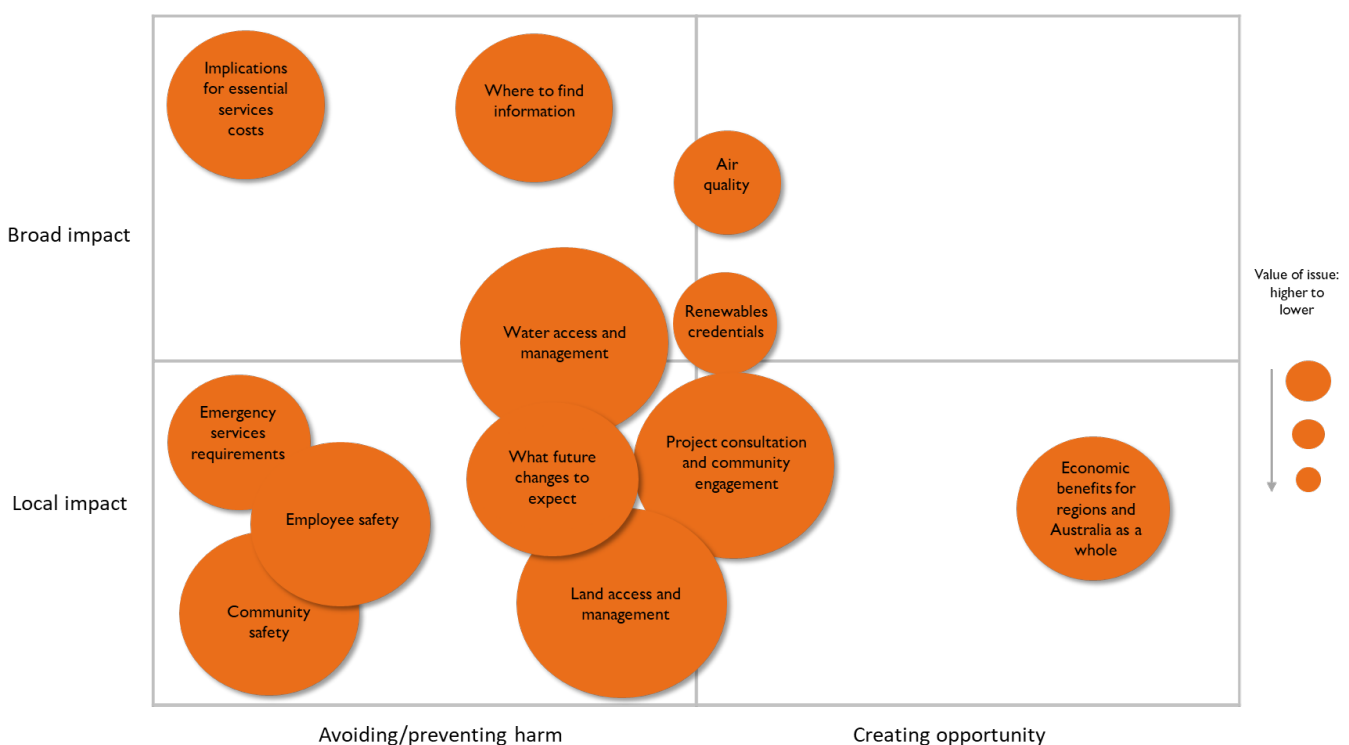 Implications
for essential
services
costs
Where to find
information
Air
quality
Broad impact
Water access and
management
Renewables
credentials
Value of issue:
higher to
lower
Emergency
services
requirements
What future
changes to
expect
Project consultation
and community
engagement
Economic
benefits for
regions and
Australia as a
whole
Local impact
Employee safety
Community
safety
Land access and
management
Avoiding/preventing harm
Creating opportunity